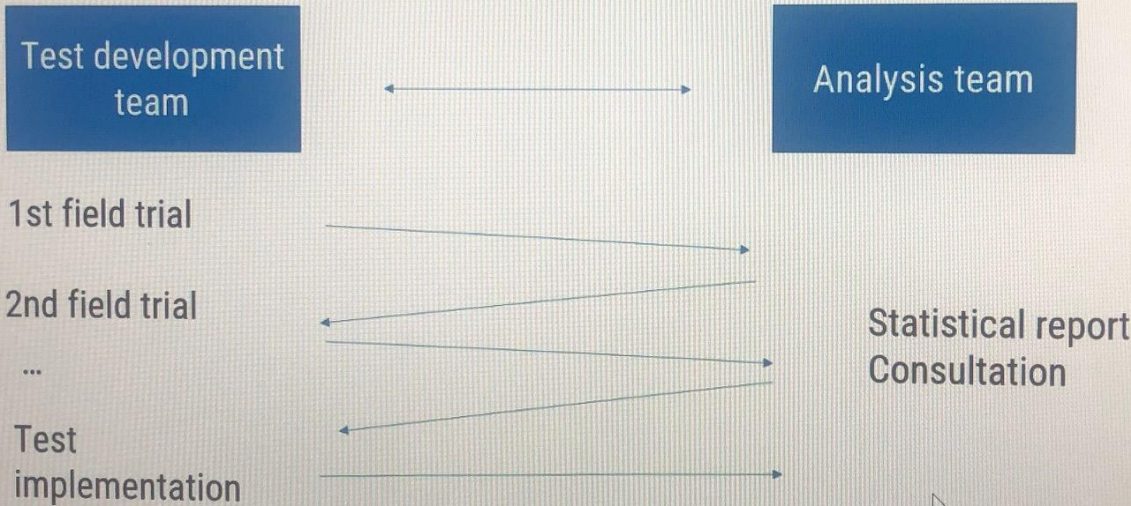 Test development
team
Analysis team
1st field trial
2nd field trial
...
Test
implementation
Statistical report
Consultation